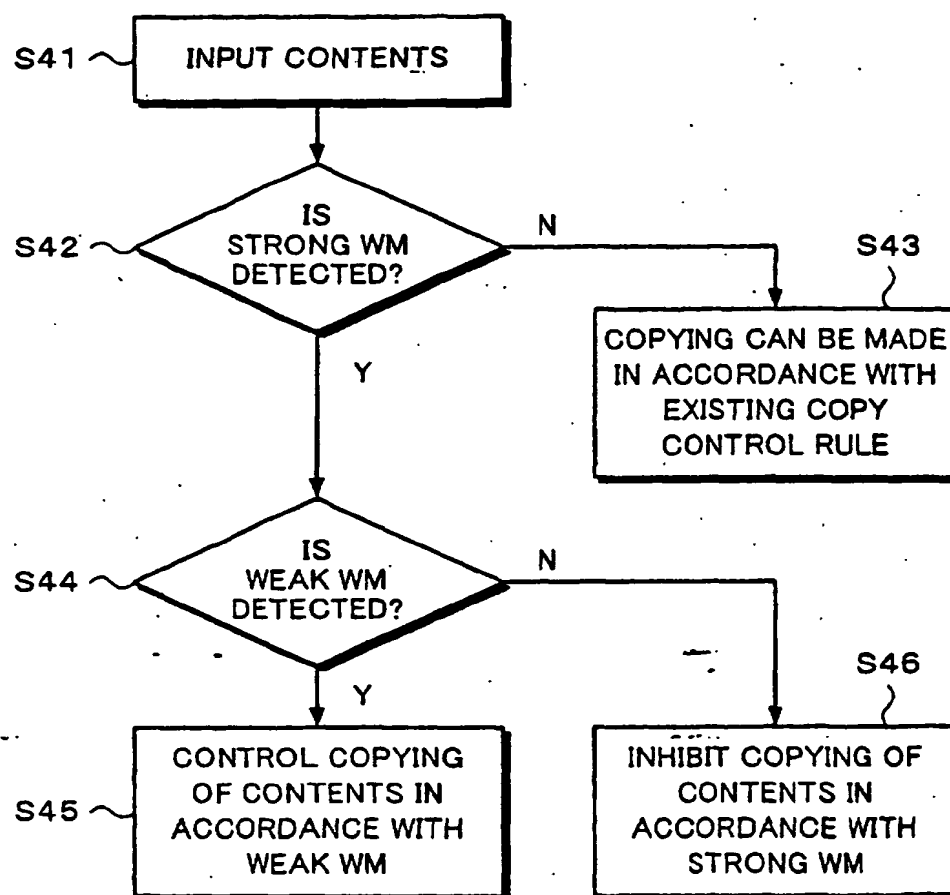 S41
INPUT CONTENTS
S42
IS
STRONG WM
DETECTED?
N
Y
S43
COPYING CAN BE MADE
IN ACCORDANCE WITH
EXISTING COPY
CONTROL RULE
S44
IS
WEAK WM
DETECTED?
N
Y
S45
CONTROL COPYING
OF CONTENTS IN
ACCORDANCE WITH
WEAK WM
S46
INHIBIT COPYING OF
CONTENTS IN
ACCORDANCE WITH
STRONG WM